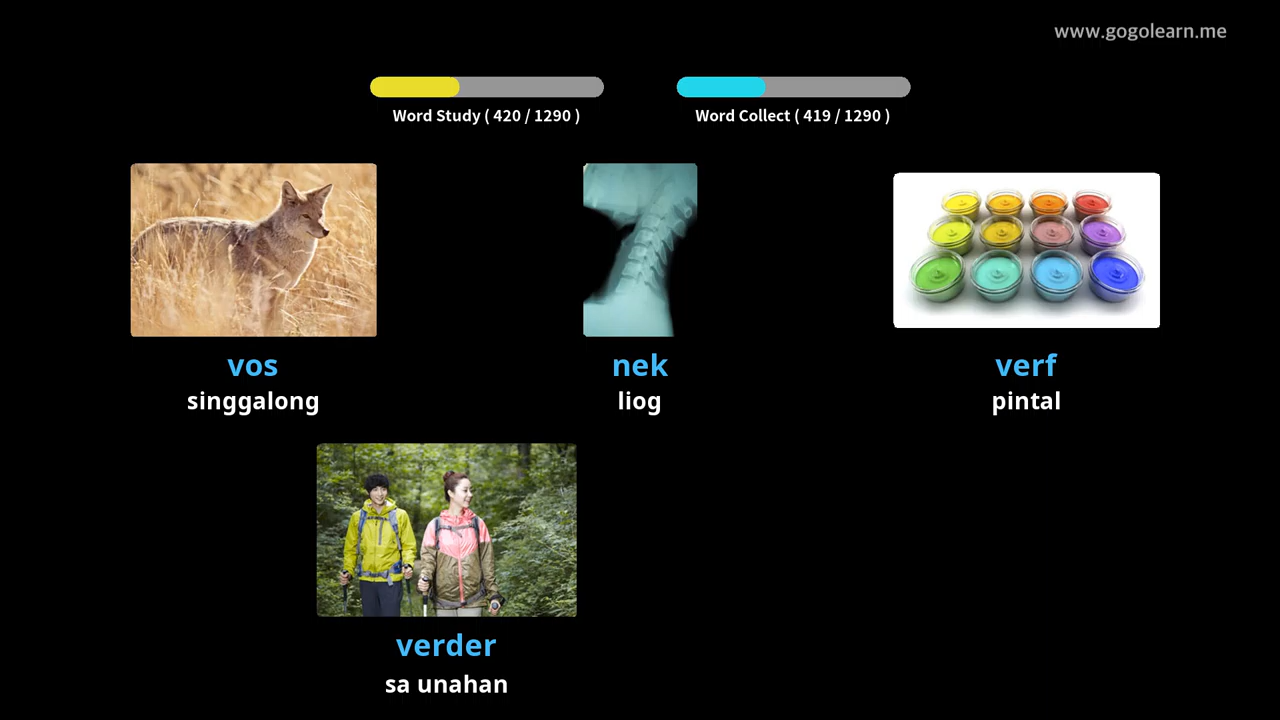 www.gogolearn.me
Word Study ( 420 / 1290 )
Word Collect ( 419 / 1290 )
vos
singgalong
nek
liog
verf
pintal
verder
sa unahan